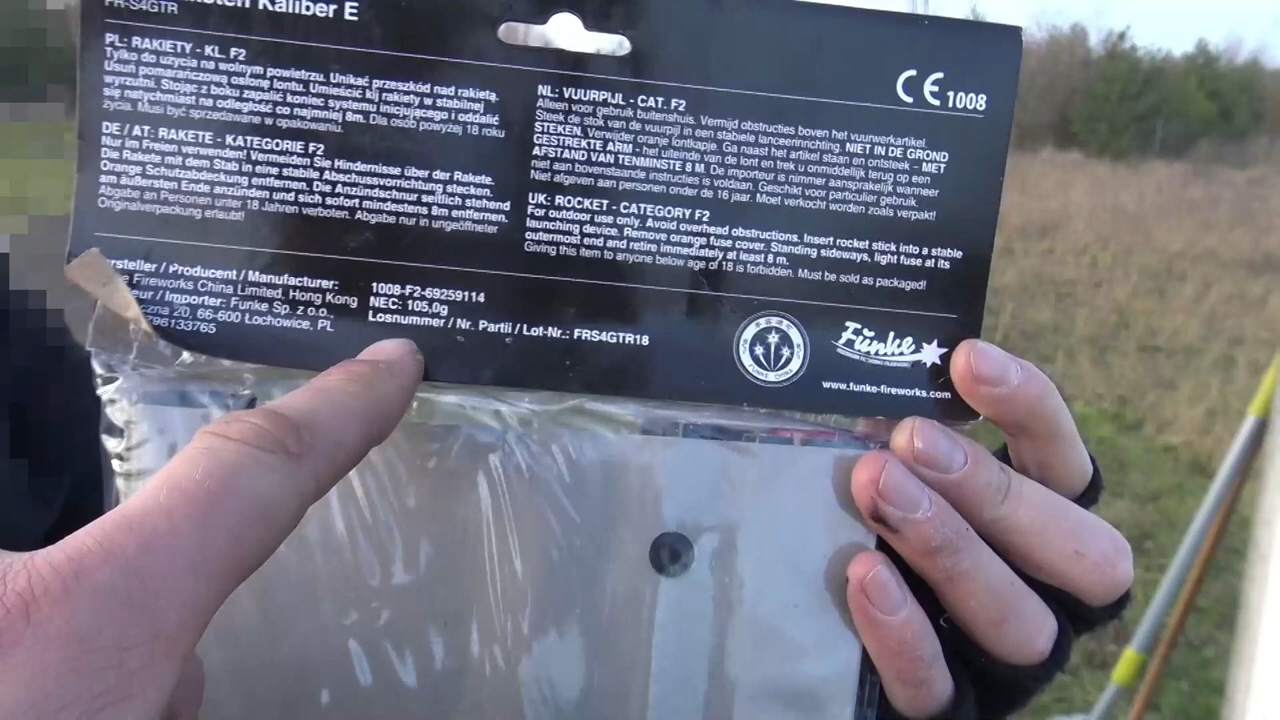 Kaliber E
FR-S4GTR
CE 1008
PL: RAKIETY - KL. F2
Tylko do użycia na wolnym powietrzu. Unikać przeszkód nad rakietą.
Usuń pomarańczową osłonę lontu. Umieścić kij rakiety w stabilnej
wyrzutni. Stojąc z boku zapalić koniec systemu inicjującego i oddalić
się natychmiast na odległość co najmniej 8m. Dla osób powyżej 18 roku
życia. Musi być sprzedawane w opakowaniu.
DE / AT: RAKETE - KATEGORIE F2
Nur im Freien verwenden! Vermeiden Sie Hindernisse über der Rakete.
Die Rakete mit dem Stab in eine stabile Abschussvorrichtung stecken.
Orange Schutzabdeckung entfernen. Die Anzündschnur seitlich stehend
am äußersten Ende anzünden und sich sofort mindestens 8m entfernen.
Abgabe an Personen unter 18 Jahren verboten. Abgabe nur in ungeöffneter
Originalverpackung erlaubt!
NL: VUURPIJL - CAT. F2
Alleen voor gebruik buitenshuis. Vermijd obstructies boven het vuurwerkartikel.
Steek de stok van de vuurpijl in een stabiele lanceerinrichting. NIET IN DE GROND
STEKEN. Verwijder oranje lontkapje. Ga naast het artikel staan en ontsteek – MET
GESTREKTE ARM - het uiteinde van de lont en trek u onmiddelijk terug op een
AFSTAND VAN TENMINSTE 8 M. De importeur is nimmer aansprakelijk wanneer
niet aan bovenstaande instructies is voldaan. Geschikt voor particulier gebruik.
Niet afgeven aan personen onder de 16 jaar. Moet verkocht worden zoals verpakt!
UK: ROCKET - CATEGORY F2
For outdoor use only. Avoid overhead obstructions. Insert rocket stick into a stable
launching device. Remove orange fuse cover. Standing sideways, light fuse at its
outermost end and retire immediately at least 8 m.
Giving this item to anyone below age of 18 is forbidden. Must be sold as packaged!
ersteller / Producent / Manufacturer:
e Fireworks China Limited, Hong Kong
eur / Importer: Funke Sp. z o.o.,
czna 20, 66-600 Łochowice, PL
796133765
1008-F2-69259114
NEC: 105,0g
Losnummer / Nr. Partii / Lot-Nr.: FRS4GTR18
FUNKE CHINA
Funke
www.funke-fireworks.com